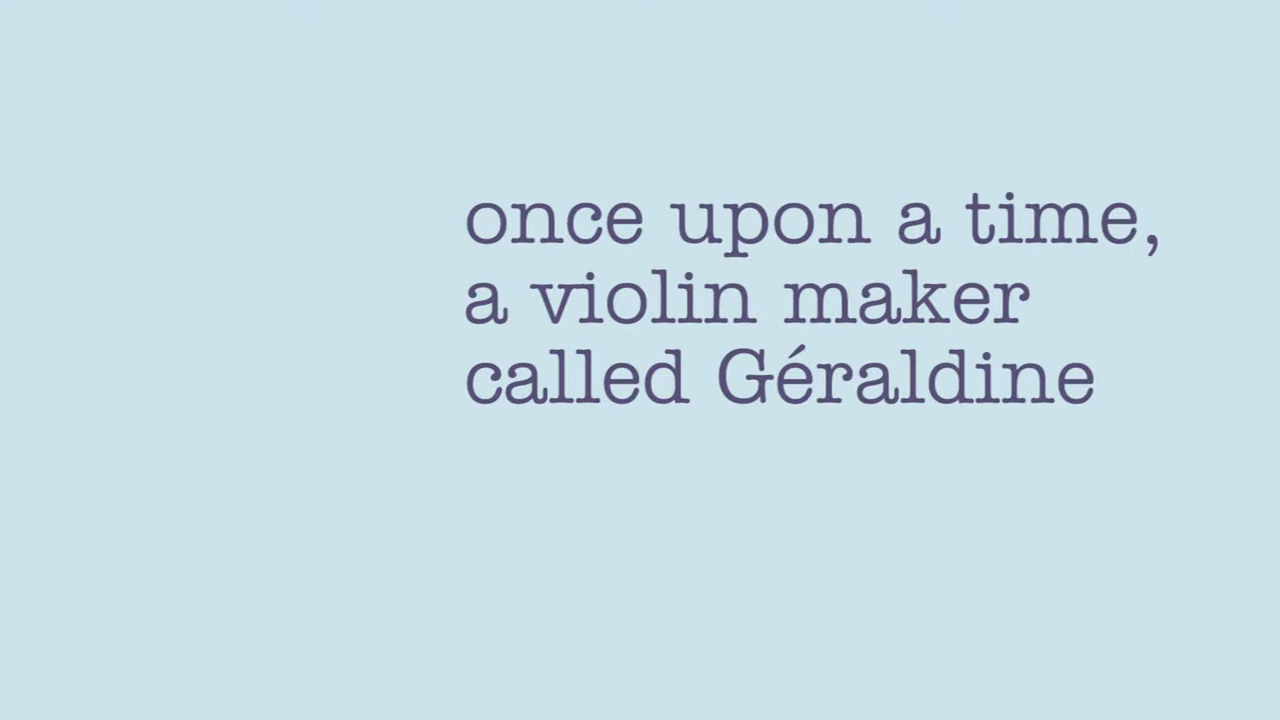 once upon a time,
a violin maker
called Géraldine